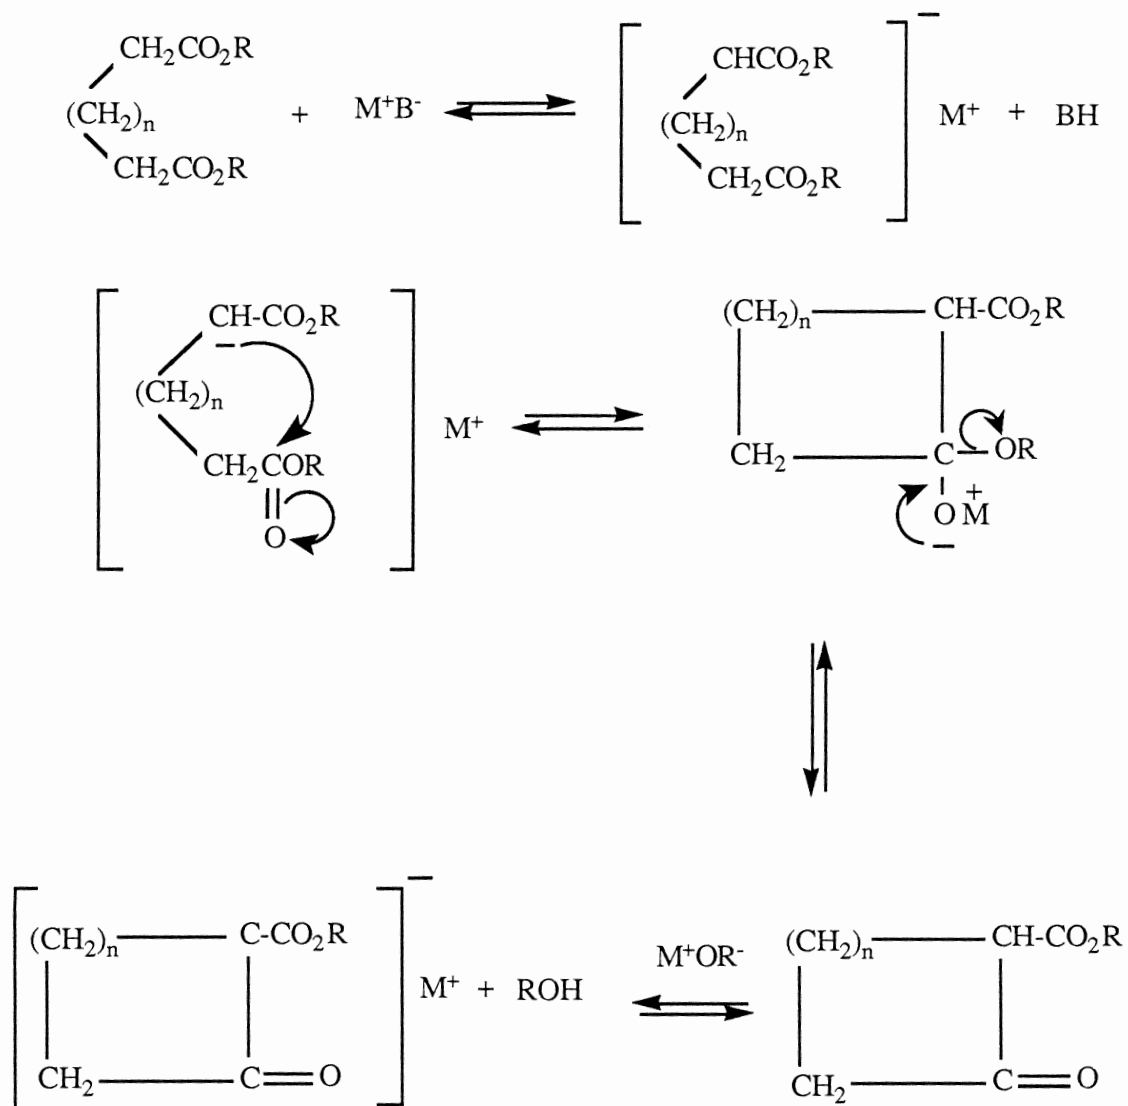 CH₂CO₂R CHCO₂R
(CH₂)ₙ + M⁺B⁻ (CH₂)ₙ M⁺ + BH
CH₂CO₂R CH₂CO₂R
CH-CO₂R (CH₂)ₙ CH-CO₂R
(CH₂)ₙ M⁺
CH₂COR CH₂ C OR
O O M⁺
(CH₂)ₙ C-CO₂R (CH₂)ₙ CH-CO₂R
M⁺ + ROH M⁺OR⁻
CH₂ C O CH₂ C O